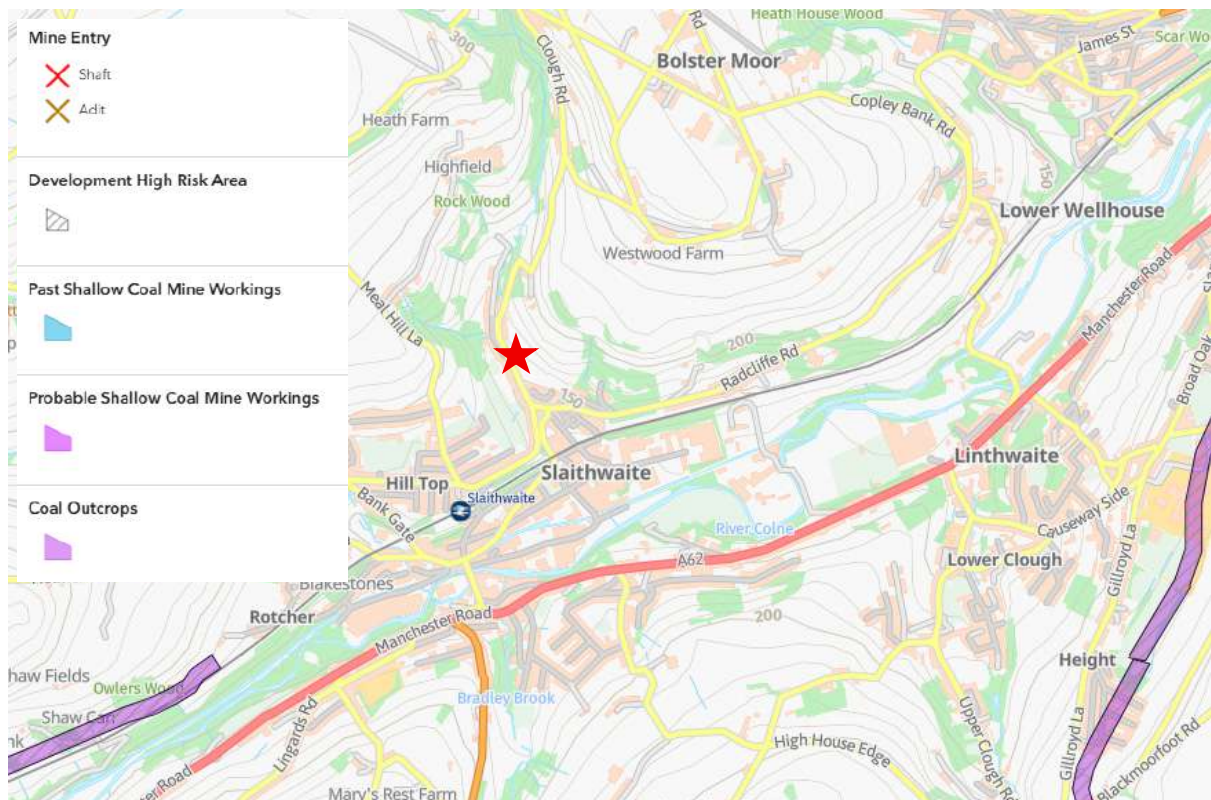 Mine Entry
Shaft
Adit
Development High Risk Area
Past Shallow Coal Mine Workings
Probable Shallow Coal Mine Workings
Coal Outcrops
Heath House Wood
James St
Bolster Moor
300
Clough Rd
Copley Bank Rd
Heath Farm
Highfield
150
Rock Wood
Lower Wellhouse
Westwood Farm
Manchester Road
Meal Hill La
200
Radcliffe Rd
Broad Oak
150
Linthwaite
Slaithwaite
Hill Top
Slaithwaite
Bank Gate
River Colne
Causeway Side
A62
Lower Clough
Gillroyd La
Blakestones
Rotcher
Manchester Road
200
Height
Shaw Fields
Owlers Wood
Bradley Brook
Shaw Carr
Lingards Rd
Upper Clough Ro
High House Edge
Gillroyd La
Blackmoorfoot Rd
Road
Mary's Rest Farm